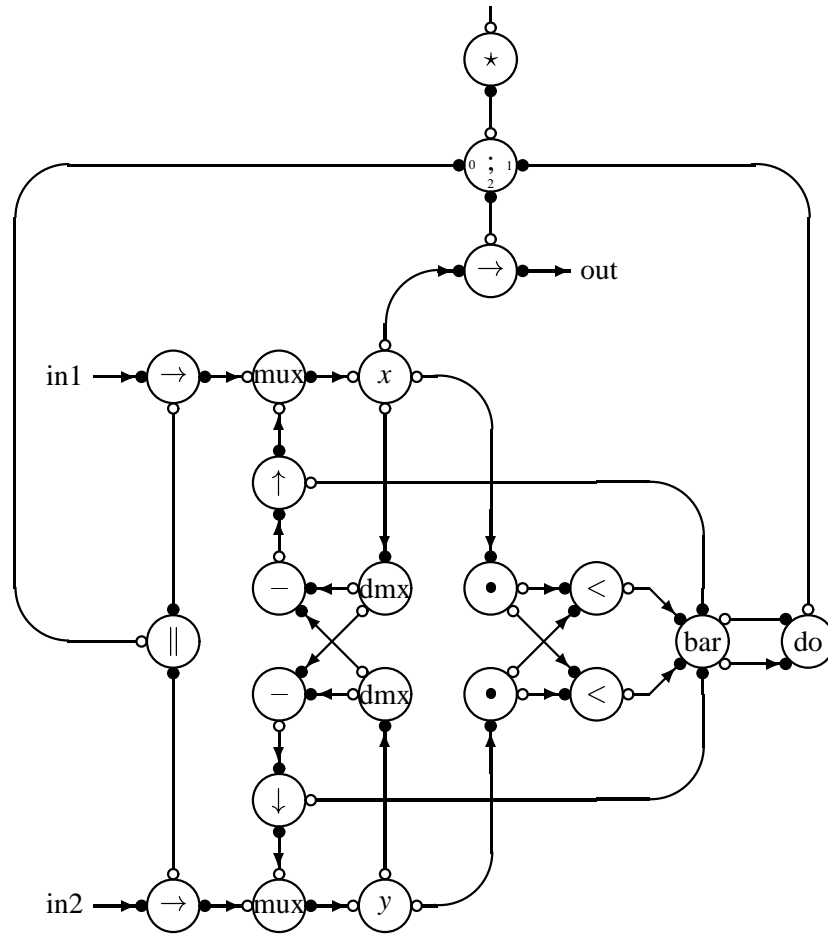 ⋆
0 ; 1
2
→ out
in1 → mux x
↑
− dmx • <
∥ bar do
− dmx • <
↓
in2 → mux y